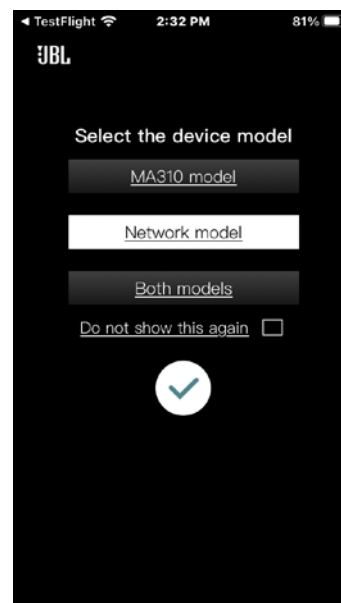 ◀ TestFlight 2:32 PM 81%
JBL
Select the device model
MA310 model
Network model
Both models
Do not show this again